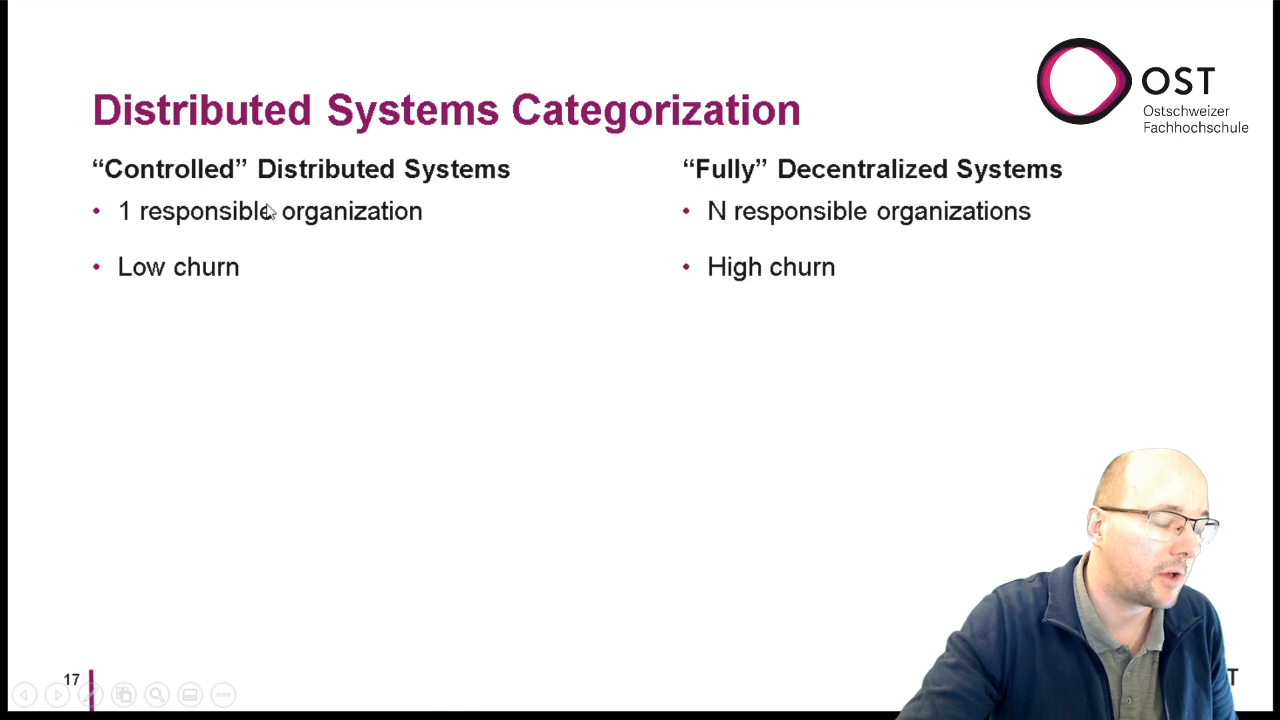 OST
Ostschweizer
Fachhochschule
Distributed Systems Categorization
“Controlled” Distributed Systems
• 1 responsible organization
• Low churn
“Fully” Decentralized Systems
• N responsible organizations
• High churn
17